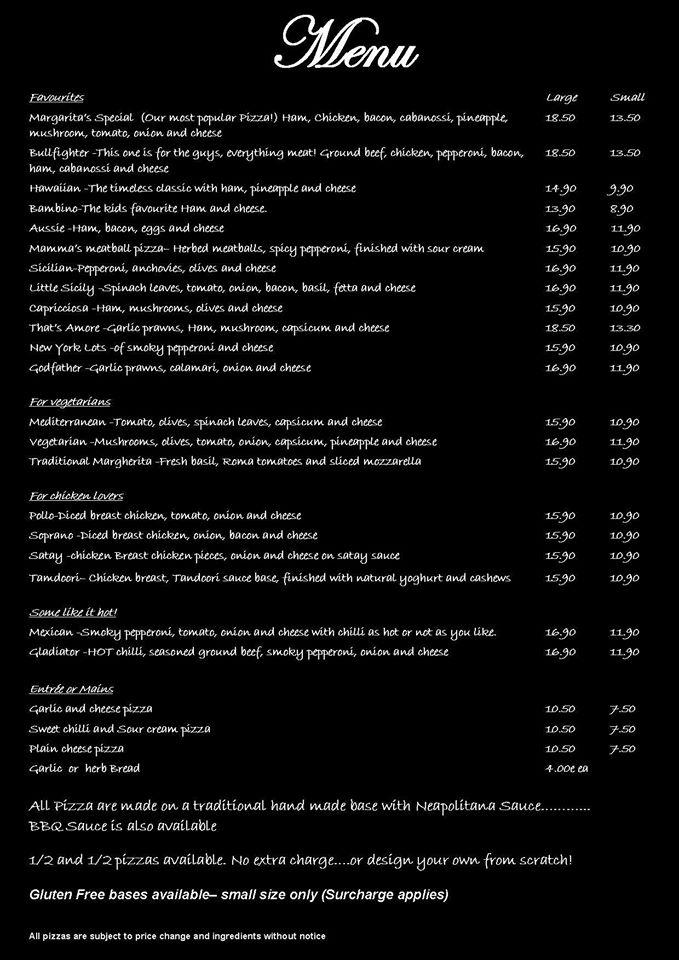 Menu
Favourites Large Small
Margarita's Special (Our most popular Pizza!) Ham, Chicken, bacon, cabanossi, pineapple, 18.50 13.50
mushroom, tomato, onion and cheese
Bullfighter -This one is for the guys, everything meat! Ground beef, chicken, pepperoni, bacon, 18.50 13.50
ham, cabanossi and cheese
Hawaiian -The timeless classic with ham, pineapple and cheese 14.90 9.90
Bambino-The kids favourite Ham and cheese. 13.90 8.90
Aussie -Ham, bacon, eggs and cheese 16.90 11.90
Mamma's meatball pizza– Herbed meatballs, spicy pepperoni, finished with sour cream 15.90 10.90
Sicilian-Pepperoni, anchovies, olives and cheese 16.90 11.90
Little Sicily -Spinach leaves, tomato, onion, bacon, basil, fetta and cheese 16.90 11.90
Capricciosa -Ham, mushrooms, olives and cheese 15.90 10.90
That's Amore -Garlic prawns, Ham, mushroom, capsicum and cheese 18.50 13.30
New York Lots -of smoky pepperoni and cheese 15.90 10.90
Godfather -Garlic prawns, calamari, onion and cheese 16.90 11.90
For vegetarians
Mediterranean -Tomato, olives, spinach leaves, capsicum and cheese 15.90 10.90
Vegetarian -Mushrooms, olives, tomato, onion, capsicum, pineapple and cheese 16.90 11.90
Traditional Margherita -Fresh basil, Roma tomatoes and sliced mozzarella 15.90 10.90
For chicken lovers
Pollo-Diced breast chicken, tomato, onion and cheese 15.90 10.90
Soprano -Diced breast chicken, onion, bacon and cheese 15.90 10.90
Satay -chicken Breast chicken pieces, onion and cheese on satay sauce 15.90 10.90
Tamdoori– Chicken breast, Tandoori sauce base, finished with natural yoghurt and cashews 15.90 10.90
Some like it hot!
Mexican -Smoky pepperoni, tomato, onion and cheese with chilli as hot or not as you like. 16.90 11.90
Gladiator -HOT chilli, seasoned ground beef, smoky pepperoni, onion and cheese 16.90 11.90
Entrée or Mains
Garlic and cheese pizza 10.50 7.50
Sweet chilli and Sour cream pizza 10.50 7.50
Plain cheese pizza 10.50 7.50
Garlic or herb Bread 4.00e ea
All Pizza are made on a traditional hand made base with Neapolitana Sauce............
BBQ Sauce is also available
1/2 and 1/2 pizzas available. No extra charge....or design your own from scratch!
Gluten Free bases available– small size only (Surcharge applies)
All pizzas are subject to price change and ingredients without notice